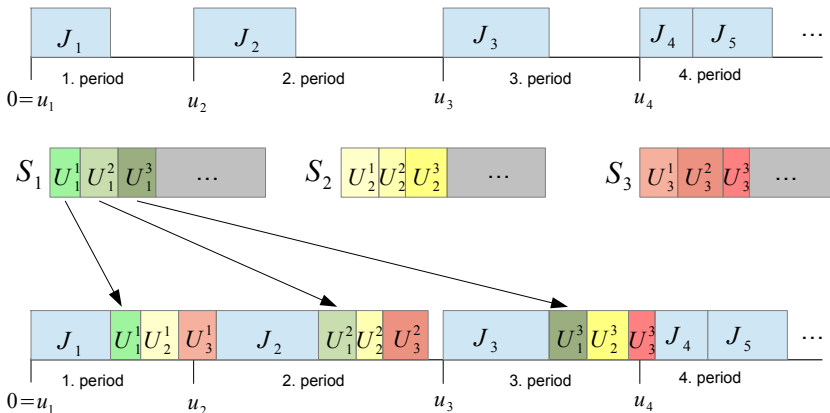 J₁ J₂ J₃ J₄ J₅ ...
1. period 2. period 3. period 4. period
0=u₁ u₂ u₃ u₄
S₁ U₁¹ U₁² U₁³ ... S₂ U₂¹ U₂² U₂³ ... S₃ U₃¹ U₃² U₃³ ...
J₁ U₁¹ U₂¹ U₃¹ J₂ U₁² U₂² U₃² J₃ U₁³ U₂³ U₃³ J₄ J₅ ...
1. period 2. period 3. period 4. period
0=u₁ u₂ u₃ u₄